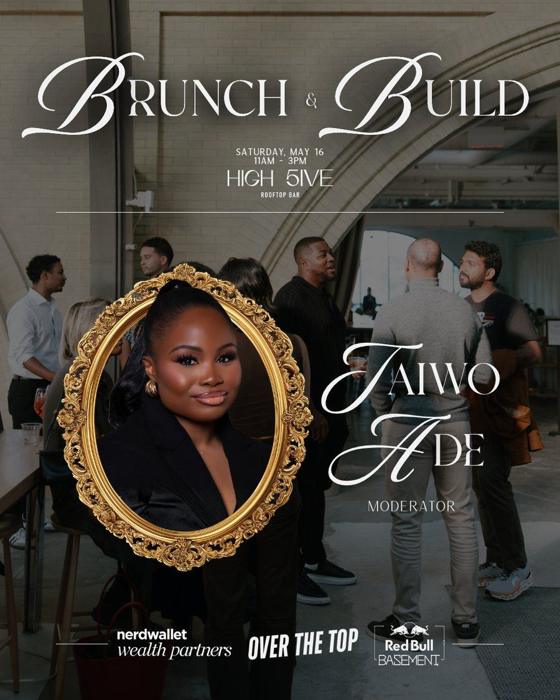 BRUNCH & BUILD
SATURDAY, MAY 16
11AM - 3PM
HIGH 5IVE
ROOFTOP BAR
TAIWO
ADE
MODERATOR
nerdwallet
wealth partners
OVER THE TOP
Red Bull
BASEMENT